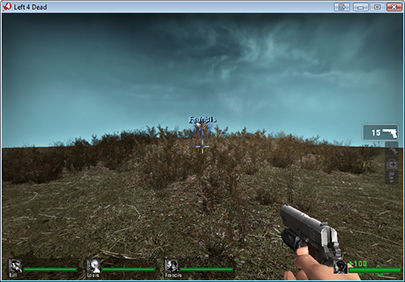 Left 4 Dead
Francis
15
Bill
Louis
Francis
+100